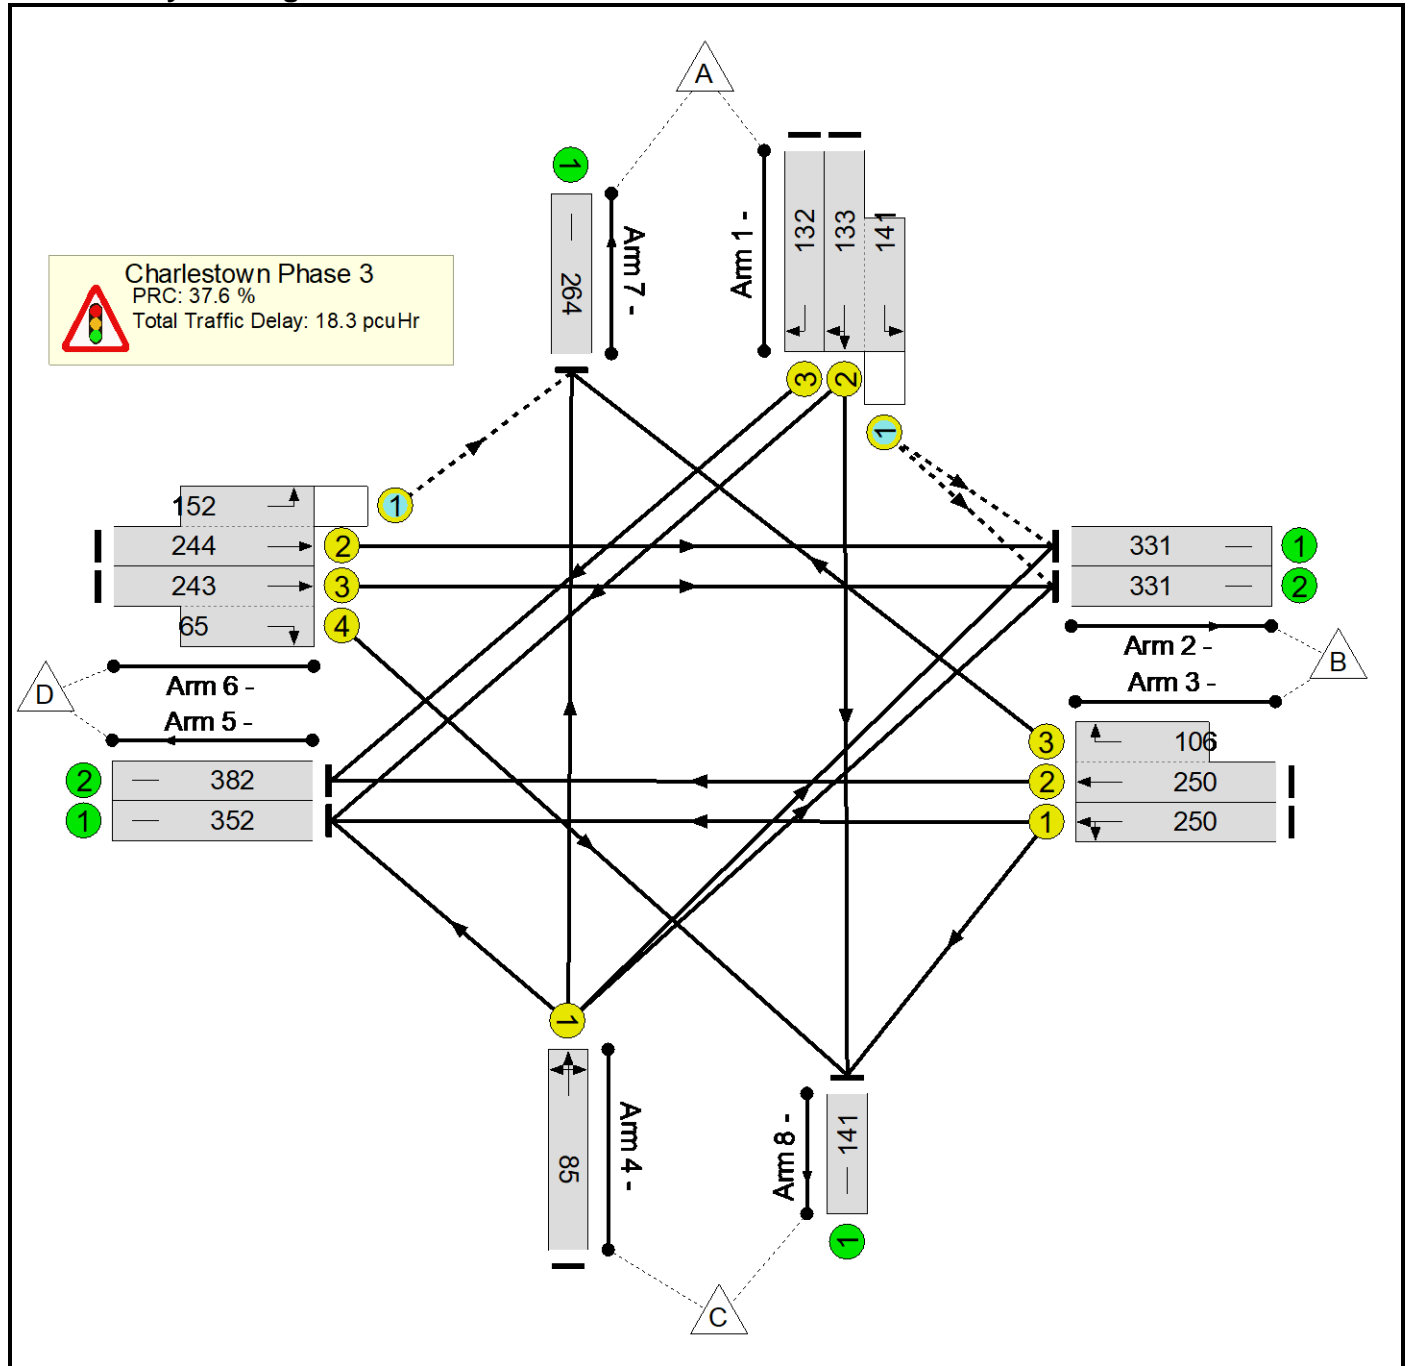 A
1
Arm 7 -
264
Arm 1 -
132
133
141
3
2
1
Charlestown Phase 3
PRC: 37.6 %
Total Traffic Delay: 18.3 pcuHr
152
1
244
2
243
3
65
4
331
1
331
2
Arm 2 -
Arm 3 -
B
D
Arm 6 -
Arm 5 -
3
106
2
382
2
250
1
352
1
250
1
Arm 4 -
85
Arm 8 -
141
1
C